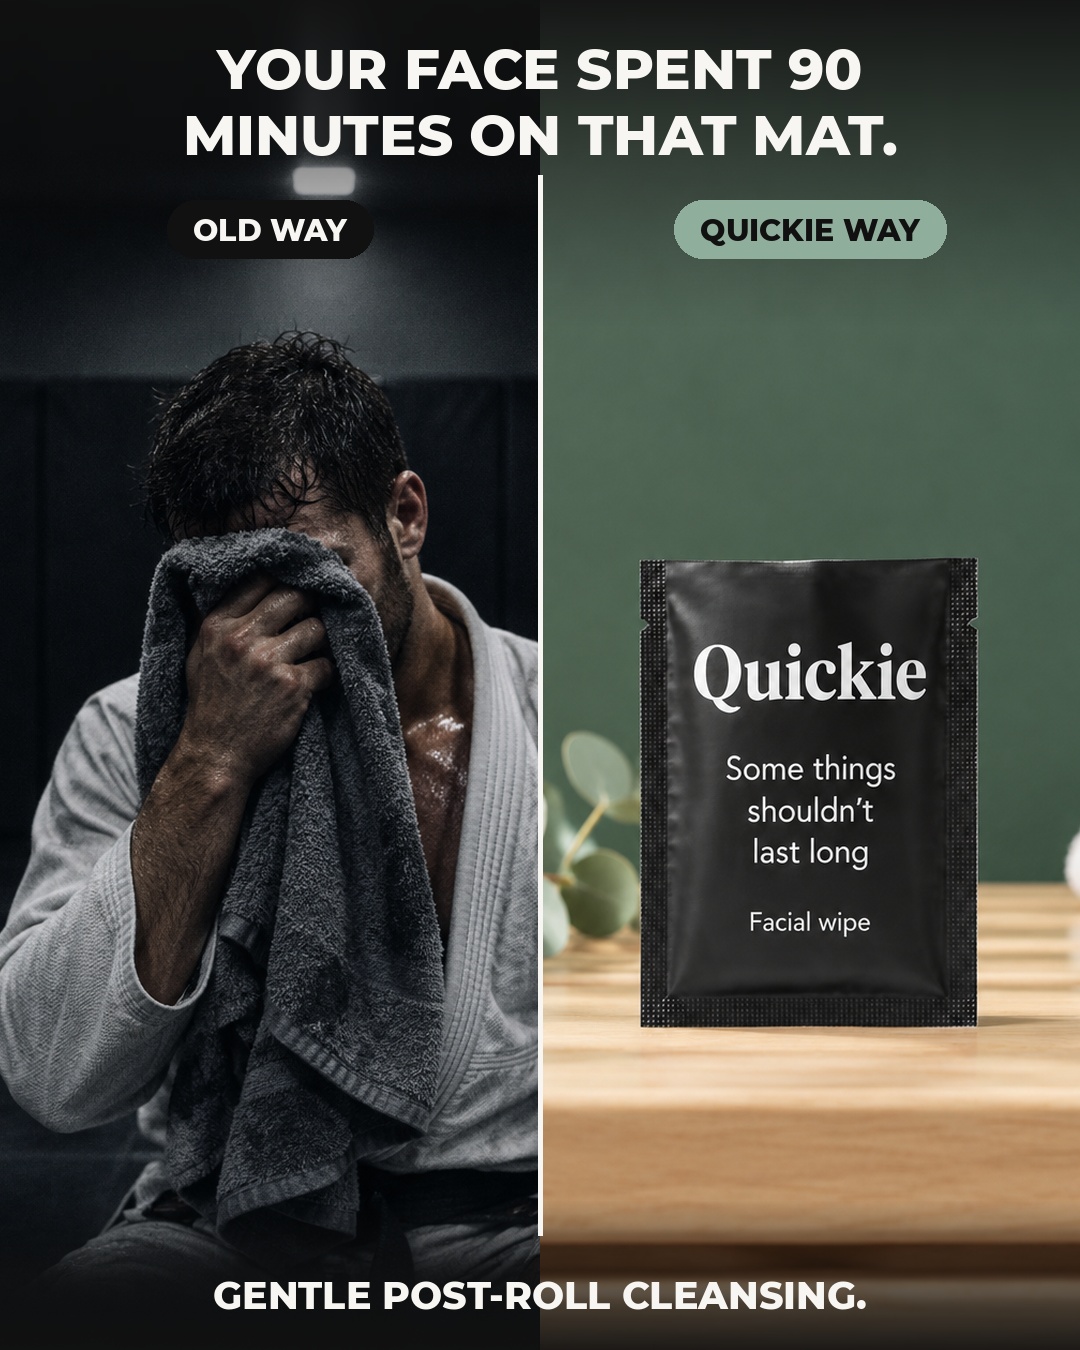 YOUR FACE SPENT 90
MINUTES ON THAT MAT.
OLD WAY
QUICKIE WAY
Quickie
Some things
shouldn't
last long
Facial wipe
GENTLE POST-ROLL CLEANSING.